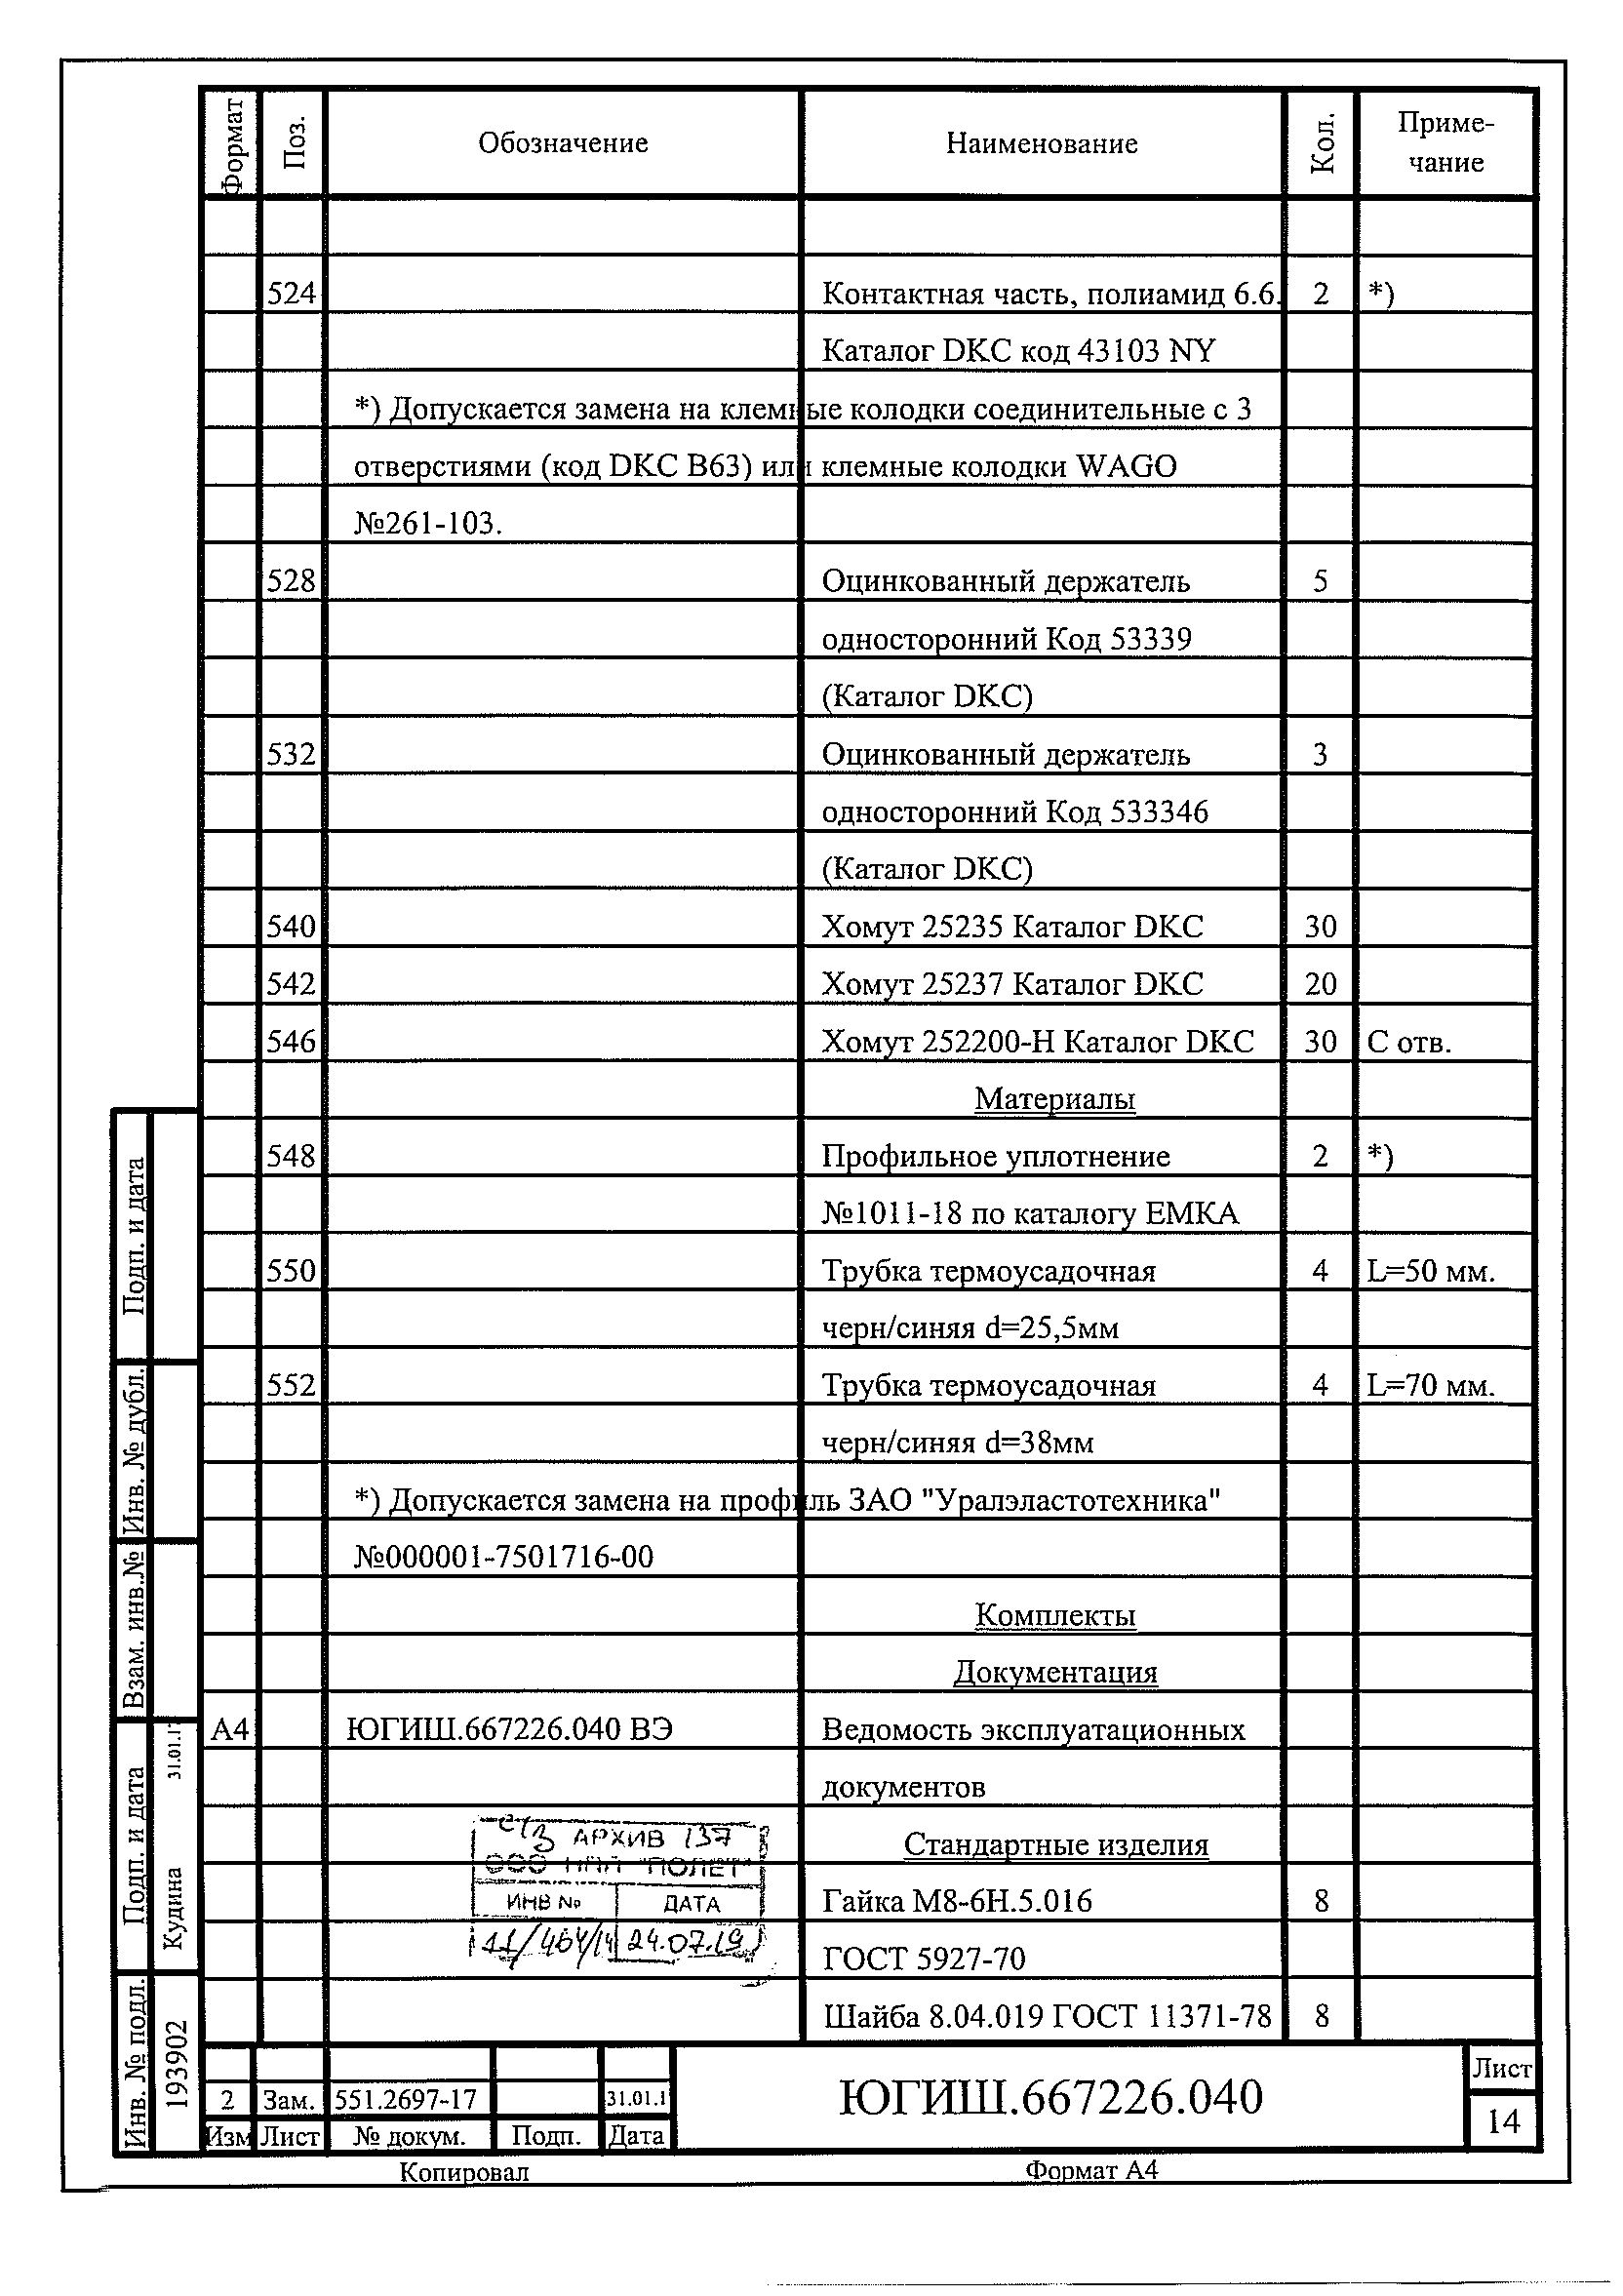 Формат Поз. Обозначение Наименование Кол. Приме-
чание
524 Контактная часть, полиамид 6.6. 2 *)
Каталог DKC код 43103 NY
*) Допускается замена на клемные колодки соединительные с 3
отверстиями (код DKC B63) или клемные колодки WAGO
№261-103.
528 Оцинкованный держатель 5
односторонний Код 53339
(Каталог DKC)
532 Оцинкованный держатель 3
односторонний Код 533346
(Каталог DKC)
540 Хомут 25235 Каталог DKC 30
542 Хомут 25237 Каталог DKC 20
546 Хомут 252200-H Каталог DKC 30 С отв.
Материалы
548 Профильное уплотнение 2 *)
№1011-18 по каталогу EMKA
550 Трубка термоусадочная 4 L=50 мм.
черн/синяя d=25,5мм
552 Трубка термоусадочная 4 L=70 мм.
черн/синяя d=38мм
*) Допускается замена на профиль ЗАО "Уралэластотехника"
№000001-7501716-00
Комплекты
Документация
А4 ЮГИШ.667226.040 ВЭ Ведомость эксплуатационных
документов
Стандартные изделия
Гайка М8-6Н.5.016 8
ГОСТ 5927-70
Шайба 8.04.019 ГОСТ 11371-78 8
АРХИВ 137
ООО НПП "ПОЛЕТ"
ИНВ № ДАТА
11/464/14 24.07.19
Подп. и дата
Инв. № дубл.
Взам. инв.№
Подп. и дата Кудина 31.01.1
Инв. № подл. 193902
2 Зам. 551.2697-17 31.01.1
Изм Лист № докум. Подп. Дата
ЮГИШ.667226.040
Лист
14
Копировал Формат А4